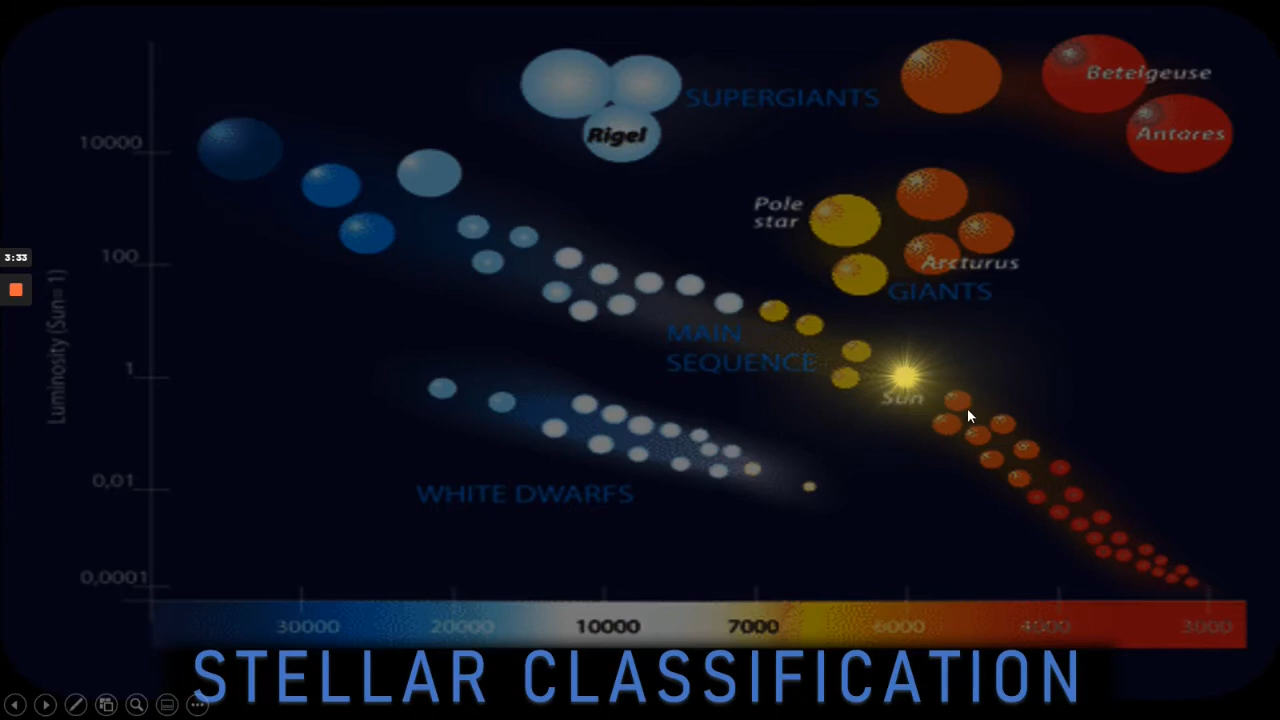 Betelgeuse
SUPERGIANTS
Rigel
Antares
10000
Pole
star
100
Arcturus
GIANTS
Luminosity (Sun= 1)
MAIN
SEQUENCE
1
Sun
0,01
WHITE DWARFS
0,0001
30000 20000 10000 7000 6000 4000 3000
STELLAR CLASSIFICATION
3:33